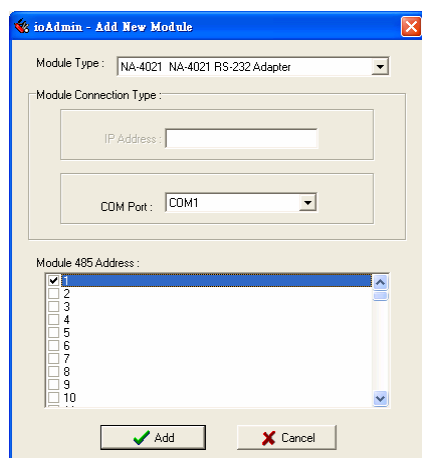 ioAdmin - Add New Module
Module Type : NA-4021 NA-4021 RS-232 Adapter
Module Connection Type :
IP Address :
COM Port : COM1
Module 485 Address :
1
2
3
4
5
6
7
8
9
10
Add Cancel